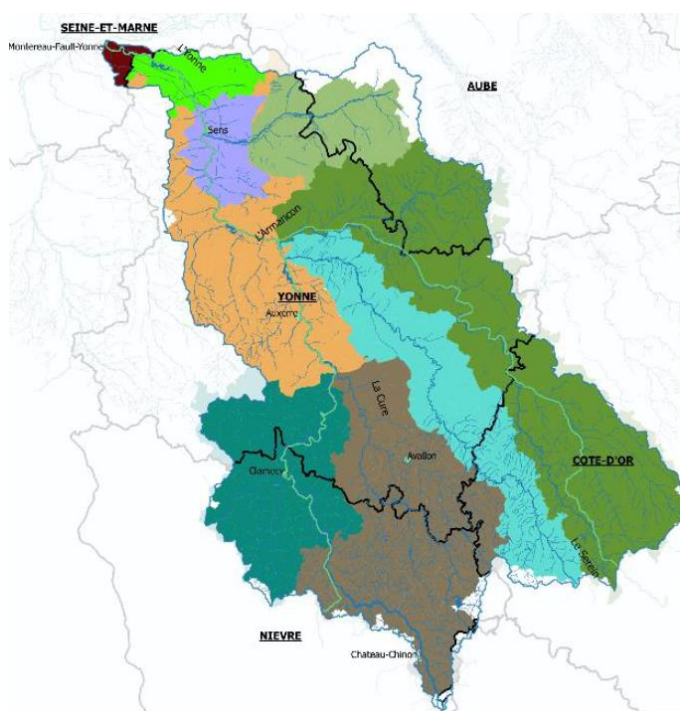 SEINE-ET-MARNE
Montereau-Fault-Yonne
L'Yonne
AUBE
Sens
L'Armançon
YONNE
Auxerre
La Cure
Avallon
Clamecy
COTE-D'OR
Le Serein
NIEVRE
Chateau-Chinon